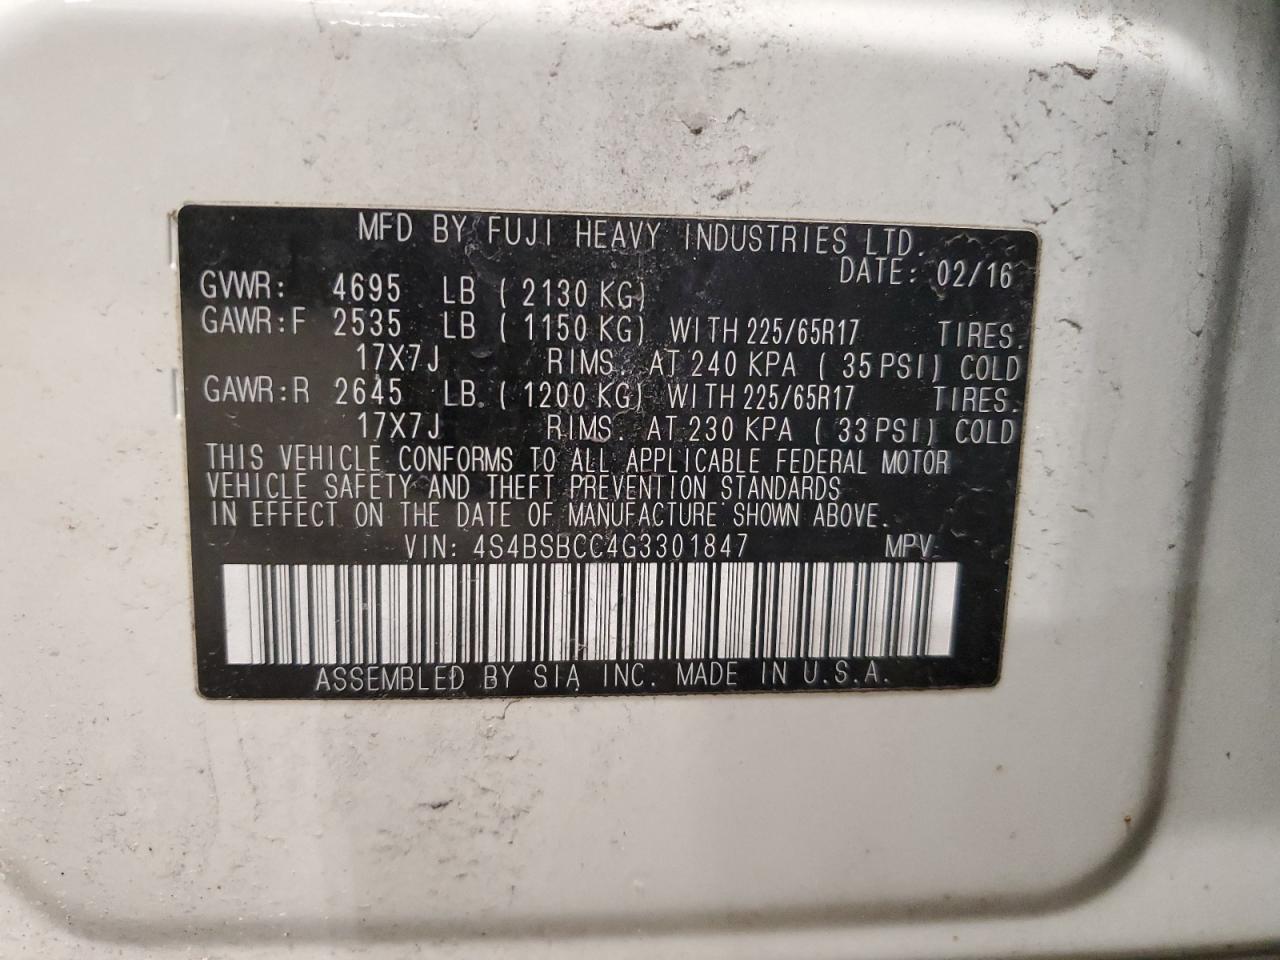 MFD BY FUJI HEAVY INDUSTRIES LTD.
DATE: 02/16
GVWR: 4695 LB ( 2130 KG)
GAWR:F 2535 LB ( 1150 KG) WITH 225/65R17 TIRES.
17X7J RIMS. AT 240 KPA ( 35 PSI) COLD
GAWR:R 2645 LB. ( 1200 KG) WITH 225/65R17 TIRES.
17X7J RIMS. AT 230 KPA ( 33 PSI) COLD
THIS VEHICLE CONFORMS TO ALL APPLICABLE FEDERAL MOTOR
VEHICLE SAFETY AND THEFT PREVENTION STANDARDS
IN EFFECT ON THE DATE OF MANUFACTURE SHOWN ABOVE.
VIN: 4S4BSBCC4G3301847 MPV
ASSEMBLED BY SIA INC. MADE IN U.S.A.